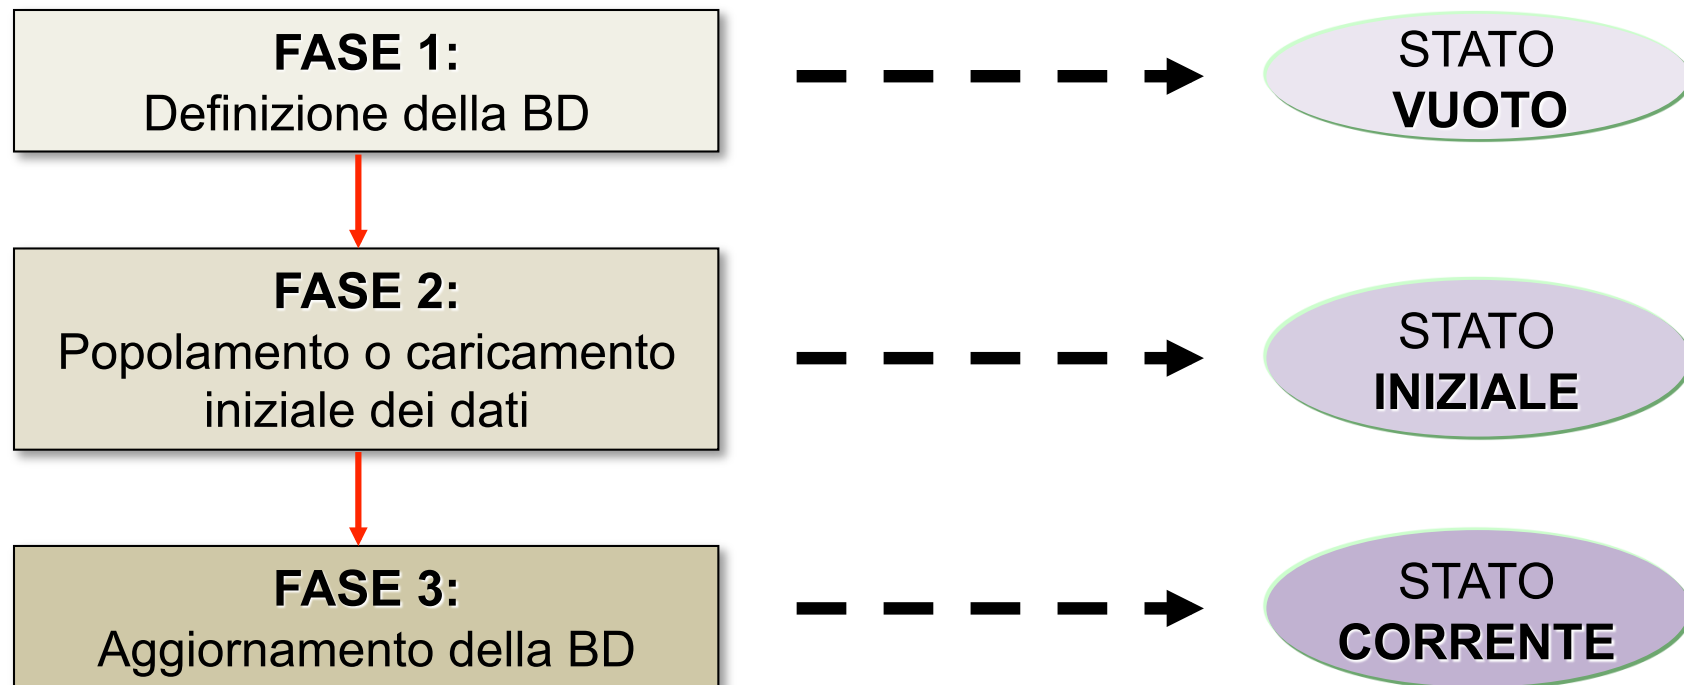 FASE 1:
Definizione della BD
STATO
VUOTO
FASE 2:
Popolamento o caricamento
iniziale dei dati
STATO
INIZIALE
FASE 3:
Aggiornamento della BD
STATO
CORRENTE